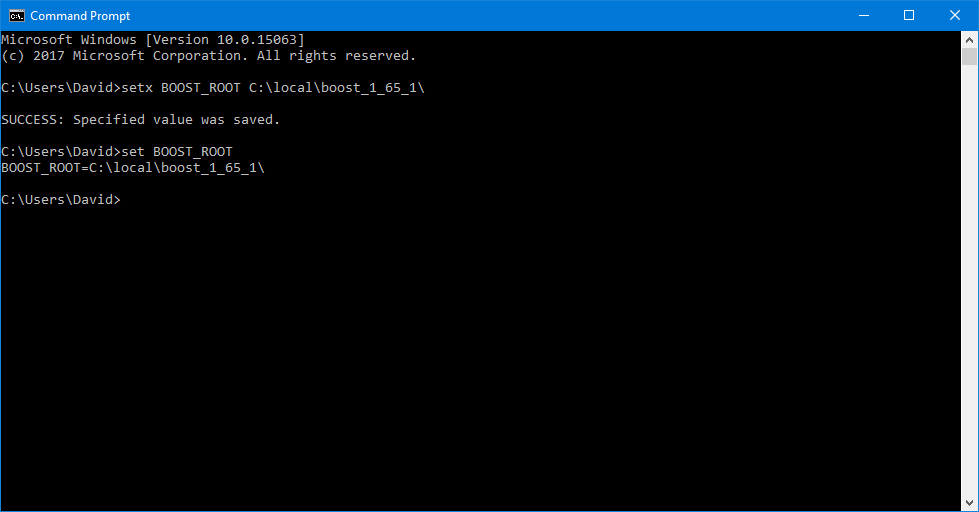 Command Prompt
Microsoft Windows [Version 10.0.15063]
(c) 2017 Microsoft Corporation. All rights reserved.
C:\Users\David>setx BOOST_ROOT C:\local\boost_1_65_1\
SUCCESS: Specified value was saved.
C:\Users\David>set BOOST_ROOT
BOOST_ROOT=C:\local\boost_1_65_1\
C:\Users\David>